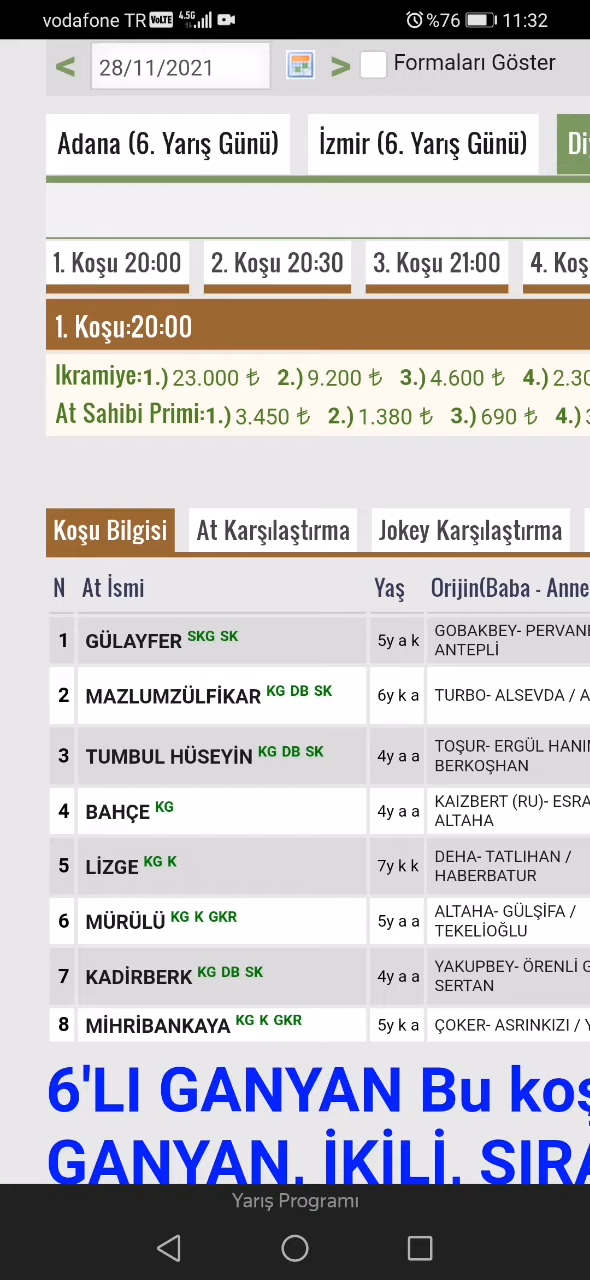 vodafone TR VoLTE 4.5G %76 11:32
< 28/11/2021 > Formaları Göster
Adana (6. Yarış Günü) İzmir (6. Yarış Günü)
1. Koşu 20:00 2. Koşu 20:30 3. Koşu 21:00 4. Koş
1. Koşu:20:00
Ikramiye:1.) 23.000 ₺ 2.) 9.200 ₺ 3.) 4.600 ₺ 4.) 2.30
At Sahibi Primi:1.) 3.450 ₺ 2.) 1.380 ₺ 3.) 690 ₺ 4.)
Koşu Bilgisi At Karşılaştırma Jokey Karşılaştırma
N At İsmi Yaş Orijin(Baba - Anne
1 GÜLAYFER SKG SK 5y a k GOBAKBEY- PERVANE
ANTEPLİ
2 MAZLUMZÜLFİKAR KG DB SK 6y k a TURBO- ALSEVDA / A
3 TUMBUL HÜSEYİN KG DB SK 4y a a TOŞUR- ERGÜL HANIM
BERKOŞHAN
4 BAHÇE KG 4y a a KAIZBERT (RU)- ESRA
ALTAHA
5 LİZGE KG K 7y k k DEHA- TATLIHAN /
HABERBATUR
6 MÜRÜLÜ KG K GKR 5y a a ALTAHA- GÜLŞİFA /
TEKELİOĞLU
7 KADİRBERK KG DB SK 4y a a YAKUPBEY- ÖRENLİ G
SERTAN
8 MİHRİBANKAYA KG K GKR 5y k a ÇOKER- ASRINKIZI / Y
6'LI GANYAN Bu koş
GANYAN, İKİLİ, SIRA
Yarış Programı